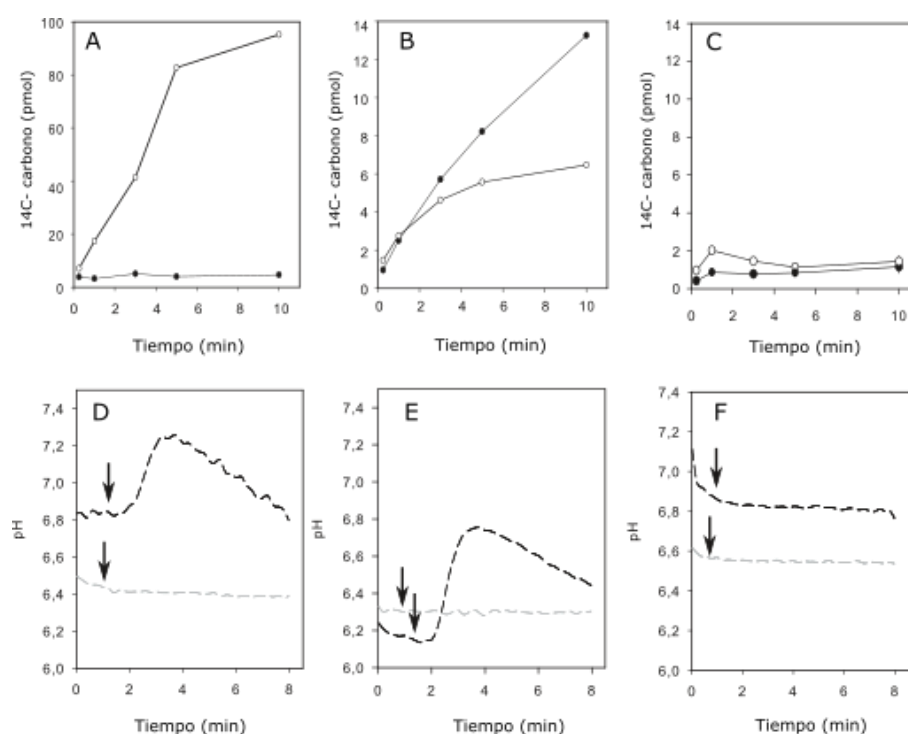 A
14C- carbono (pmol)
100
80
60
40
20
0
0 2 4 6 8 10
Tiempo (min)
B
14C- carbono (pmol)
14
12
10
8
6
4
2
0
0 2 4 6 8 10
Tiempo (min)
C
14C- carbono (pmol)
14
12
10
8
6
4
2
0
0 2 4 6 8 10
Tiempo (min)
D
pH
7,4
7,2
7,0
6,8
6,6
6,4
6,2
6,0
0 2 4 6 8
Tiempo (min)
E
pH
7,4
7,2
7,0
6,8
6,6
6,4
6,2
6,0
0 2 4 6 8
Tiempo (min)
F
pH
7,4
7,2
7,0
6,8
6,6
6,4
6,2
6,0
0 2 4 6 8
Tiempo (min)